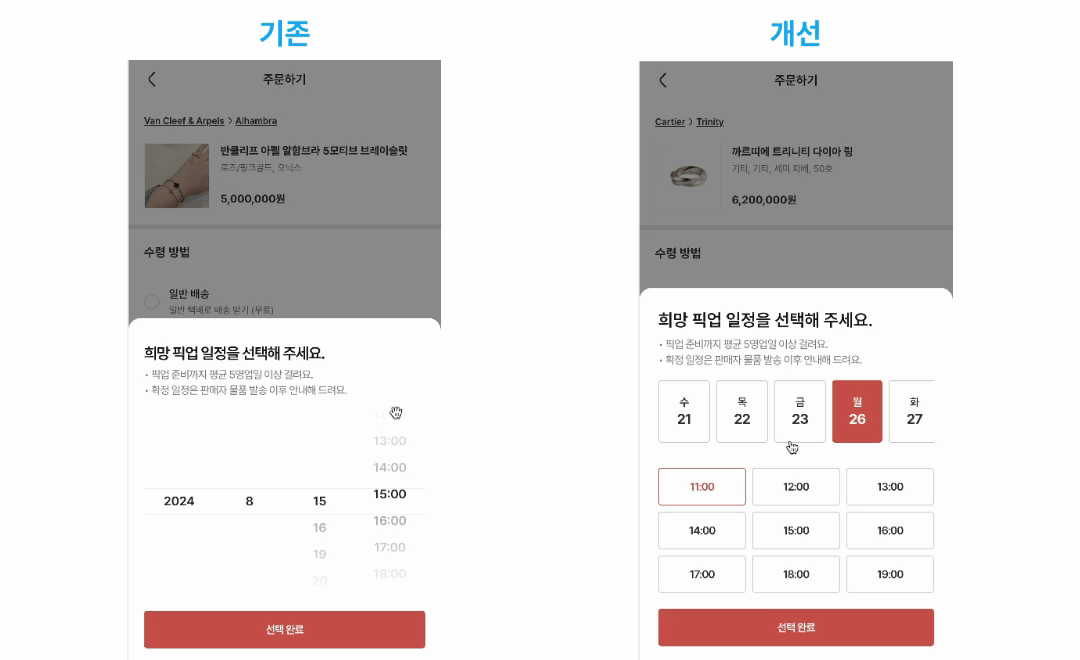 기존
주문하기
Van Cleef & Arpels > Alhambra
반클리프 아펠 알함브라 5모티브 브레이슬릿
로즈/핑크골드, 오닉스
5,000,000원
수령 방법
일반 배송
일반 택배로 배송 받기 (무료)
희망 픽업 일정을 선택해 주세요.
• 픽업 준비까지 평균 5영업일 이상 걸려요.
• 확정 일정은 판매자 물품 발송 이후 안내해 드려요.
13:00
14:00
2024 8 15 15:00
16 16:00
19 17:00
20 18:00
선택 완료
개선
주문하기
Cartier > Trinity
까르띠에 트리니티 다이아 링
기타, 기타, 세미 파베, 50호
6,200,000원
수령 방법
희망 픽업 일정을 선택해 주세요.
• 픽업 준비까지 평균 5영업일 이상 걸려요.
• 확정 일정은 판매자 물품 발송 이후 안내해 드려요.
수 목 금 월 화
21 22 23 26 27
11:00 12:00 13:00
14:00 15:00 16:00
17:00 18:00 19:00
선택 완료